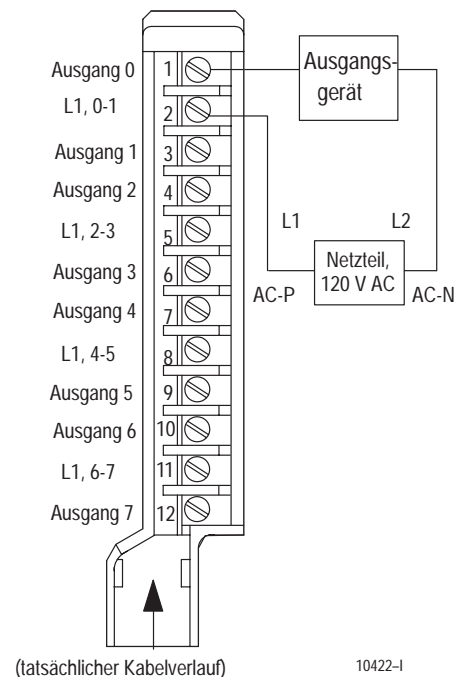 Ausgang 0 1
L1, 0-1 2
Ausgang 1 3
Ausgang 2 4
L1, 2-3 5
Ausgang 3 6
Ausgang 4 7
L1, 4-5 8
Ausgang 5 9
Ausgang 6 10
L1, 6-7 11
Ausgang 7 12
Ausgangs-
gerät
L1 L2
Netzteil,
120 V AC
AC-P AC-N
(tatsächlicher Kabelverlauf)
10422–I